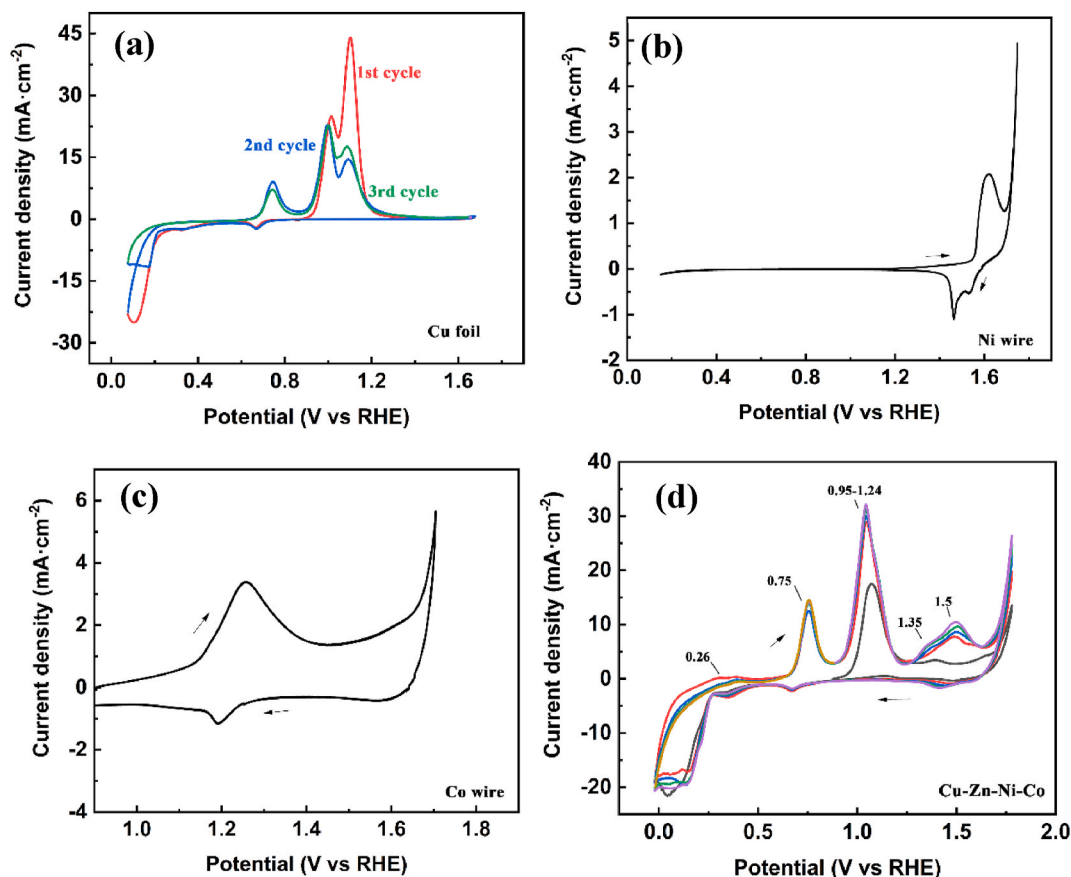 (a)
45
30
15
0
-15
-30
Current density (mA·cm⁻²)
1st cycle
2nd cycle
3rd cycle
Cu foil
0.0 0.4 0.8 1.2 1.6
Potential (V vs RHE)
(b)
5
4
3
2
1
0
-1
-2
Current density (mA·cm⁻²)
Ni wire
0.0 0.4 0.8 1.2 1.6
Potential (V vs RHE)
(c)
6
4
2
0
-2
-4
Current density (mA·cm⁻²)
Co wire
1.0 1.2 1.4 1.6 1.8
Potential (V vs RHE)
(d)
40
30
20
10
0
-10
-20
Current density (mA·cm⁻²)
0.95-1.24
0.75
1.5
1.35
0.26
Cu-Zn-Ni-Co
0.0 0.5 1.0 1.5 2.0
Potential (V vs RHE)